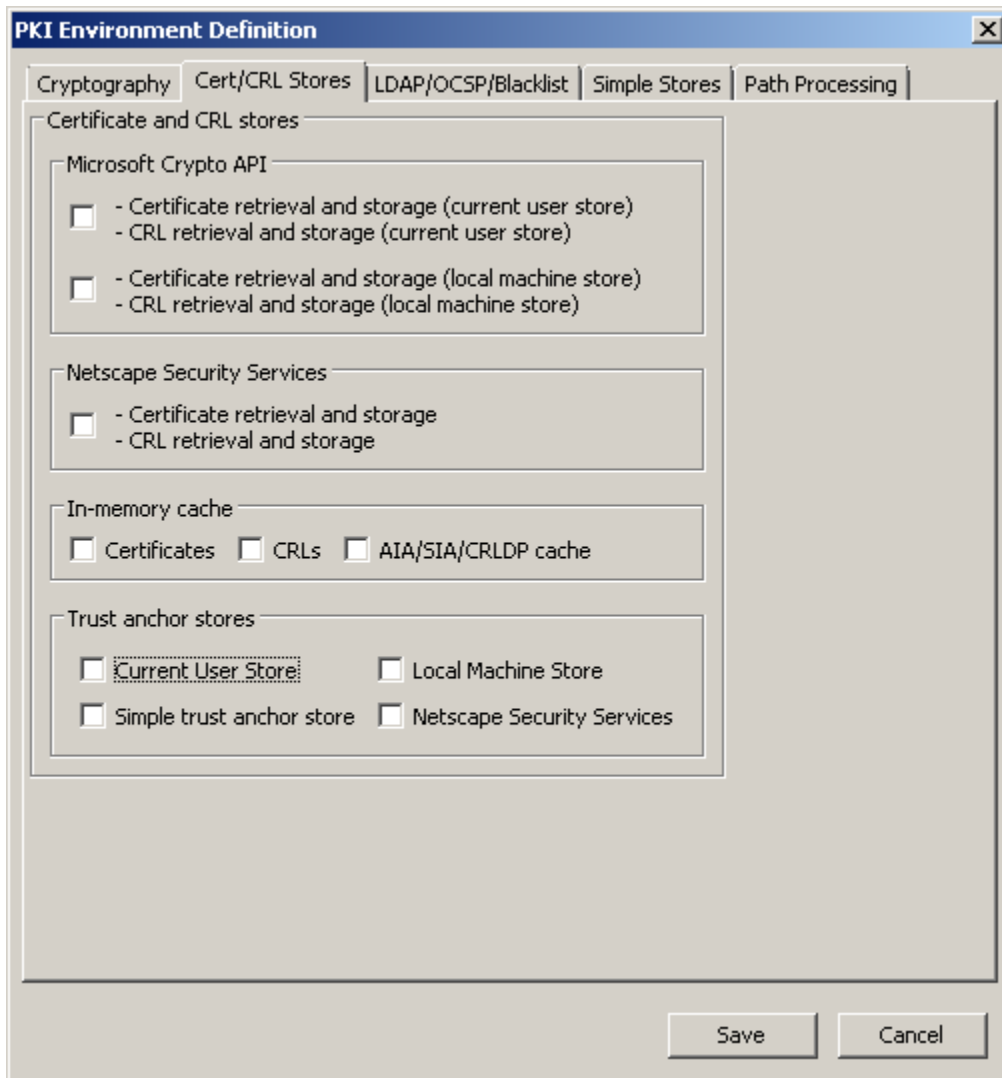 PKI Environment Definition
Cryptography Cert/CRL Stores LDAP/OCSP/Blacklist Simple Stores Path Processing
Certificate and CRL stores
Microsoft Crypto API
- Certificate retrieval and storage (current user store)
- CRL retrieval and storage (current user store)
- Certificate retrieval and storage (local machine store)
- CRL retrieval and storage (local machine store)
Netscape Security Services
- Certificate retrieval and storage
- CRL retrieval and storage
In-memory cache
Certificates CRLs AIA/SIA/CRLDP cache
Trust anchor stores
Current User Store Local Machine Store
Simple trust anchor store Netscape Security Services
Save Cancel